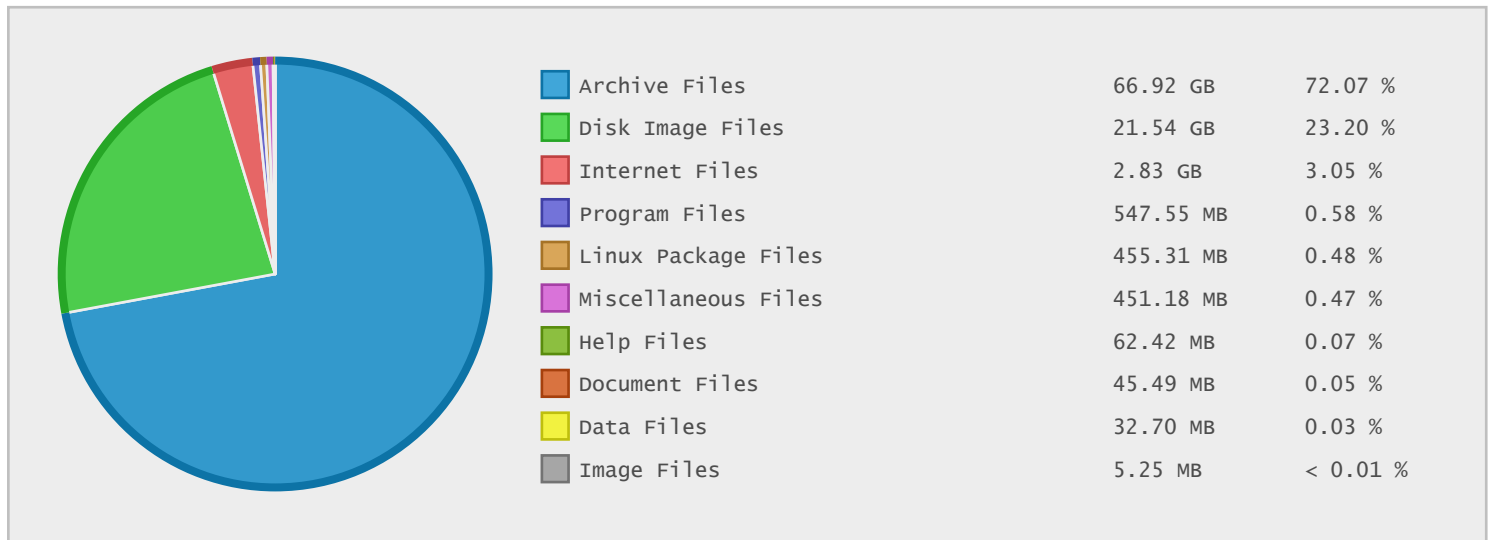 Archive Files 66.92 GB 72.07 %
Disk Image Files 21.54 GB 23.20 %
Internet Files 2.83 GB 3.05 %
Program Files 547.55 MB 0.58 %
Linux Package Files 455.31 MB 0.48 %
Miscellaneous Files 451.18 MB 0.47 %
Help Files 62.42 MB 0.07 %
Document Files 45.49 MB 0.05 %
Data Files 32.70 MB 0.03 %
Image Files 5.25 MB < 0.01 %